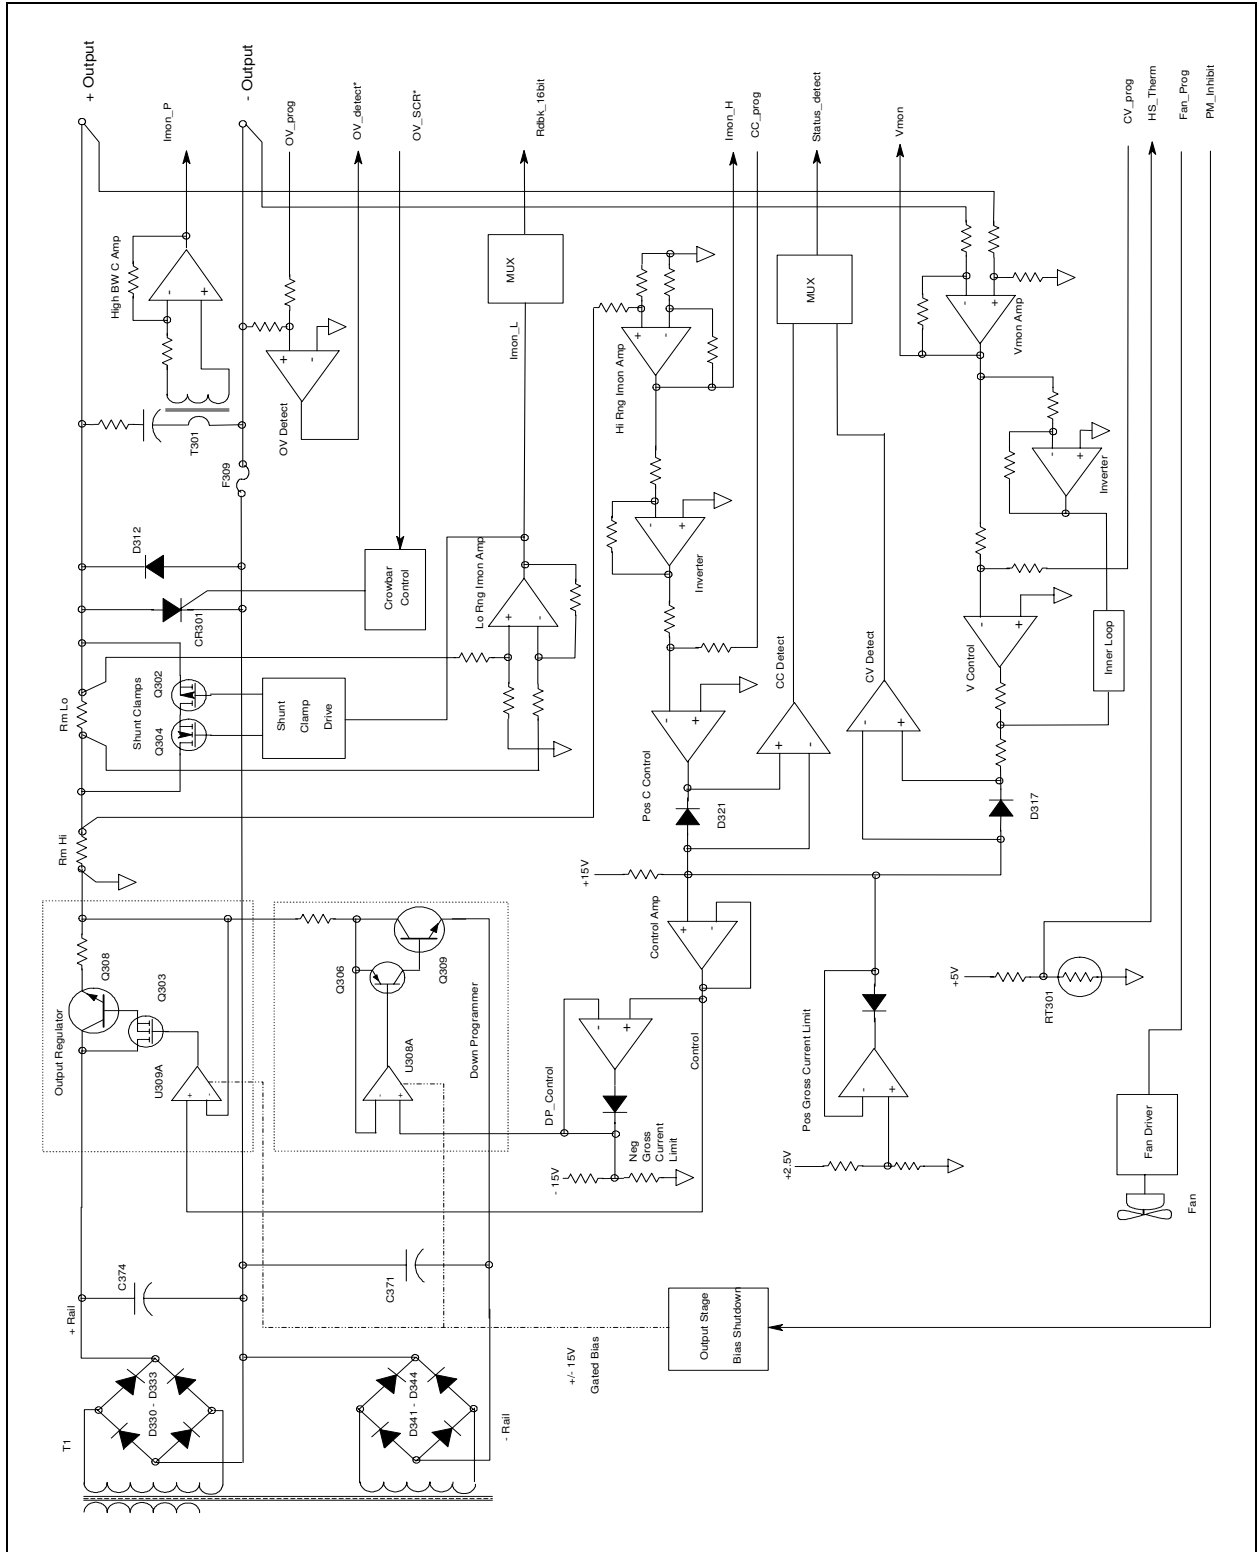 + Output
- Output
Imon_P
OV_prog
OV_detect*
OV_SCR*
Rdbk_16bit
Imon_H
CC_prog
Status_detect
Vmon
CV_prog
HS_Therm
Fan_Prog
PM_Inhibit
High BW C Amp
-
+
T301
F309
OV Detect
+
-
MUX
Imon_L
Hi Rng Imon Amp
+
-
MUX
-
+
Vmon Amp
D312
CR301
Crowbar
Control
Lo Rng Imon Amp
+
-
-
+
Inverter
-
+
Inverter
Rm Lo
Shunt Clamps
Q302
Q304
Shunt
Clamp
Drive
-
+
Pos C Control
CC Detect
+
-
CV Detect
-
+
-
+
V Control
Inner Loop
Rm Hi
D321
D317
+15V
Output Regulator
Q308
Q303
U309A
+
-
Q306
Q309
U308A
-
+
Down Programmer
Control Amp
+
-
-
+
Control
DP_Control
Neg
Gross
Current
Limit
- 15V
Pos Gross Current Limit
-
+
+2.5V
+5V
RT301
Fan Driver
Fan
+ Rail
C374
C371
+/- 15V
Gated Bias
Output Stage
Bias Shutdown
T1
D330 - D333
D341 - D344
- Rail